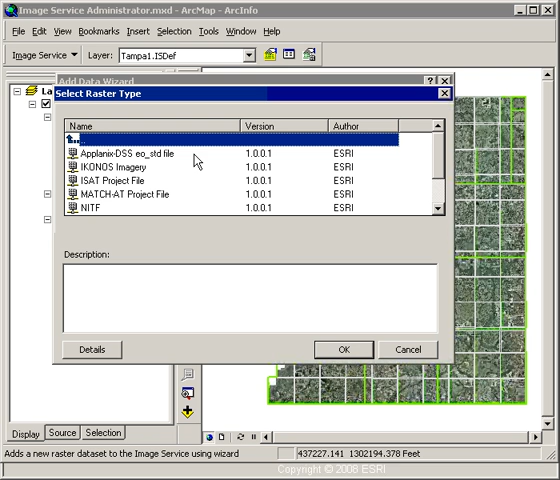 Image Service Administrator.mxd - ArcMap - ArcInfo
File Edit View Bookmarks Insert Selection Tools Window Help
Image Service Layer: Tampa1.ISDef
La
Add Data Wizard
Select Raster Type
Name Version Author
..
Applanix-DSS eo_std file 1.0.0.1 ESRI
IKONOS Imagery 1.0.0.1 ESRI
ISAT Project File 1.0.0.1 ESRI
MATCH-AT Project File 1.0.0.1 ESRI
NITF 1.0.0.1 ESRI
Description:
Details OK Cancel
Display Source Selection
Adds a new raster dataset to the Image Service using wizard 437227.141 1302194.378 Feet
Copyright © 2008 ESRI